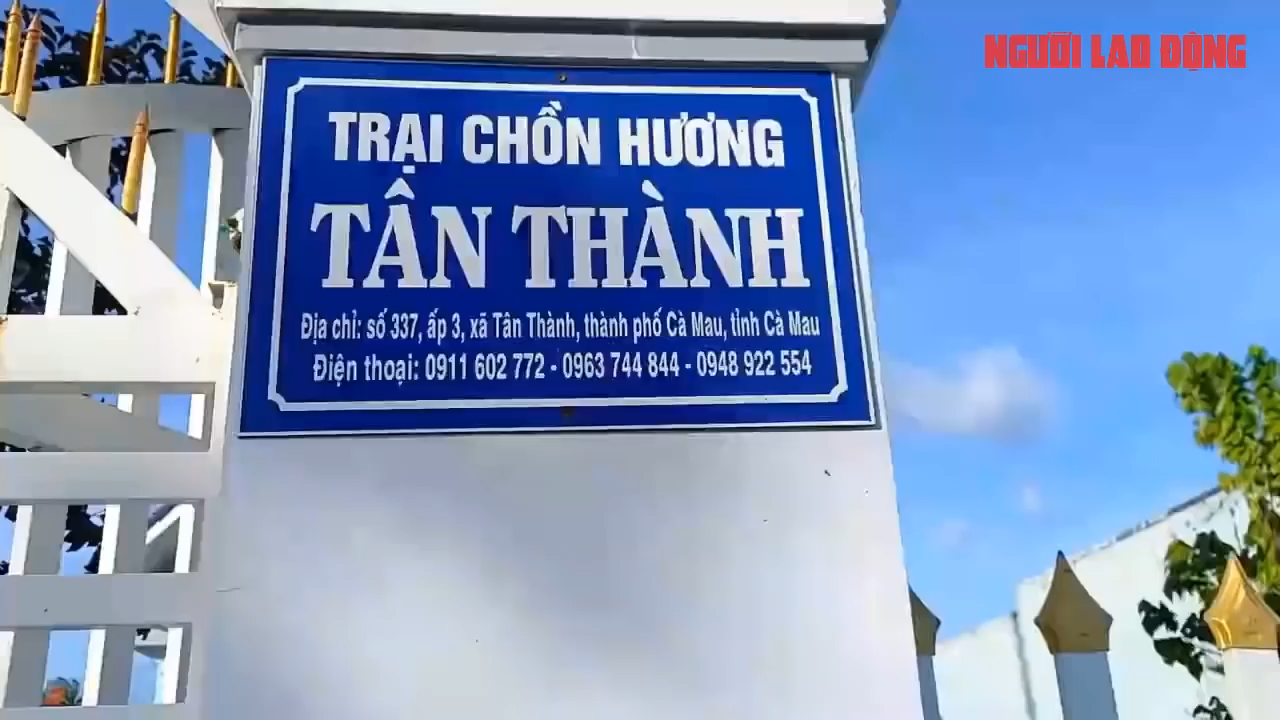 NGƯỜI LAO ĐỘNG
TRẠI CHỒN HƯƠNG
TÂN THÀNH
Địa chỉ: số 337, ấp 3, xã Tân Thành, thành phố Cà Mau, tỉnh Cà Mau
Điện thoại: 0911 602 772 - 0963 744 844 - 0948 922 554